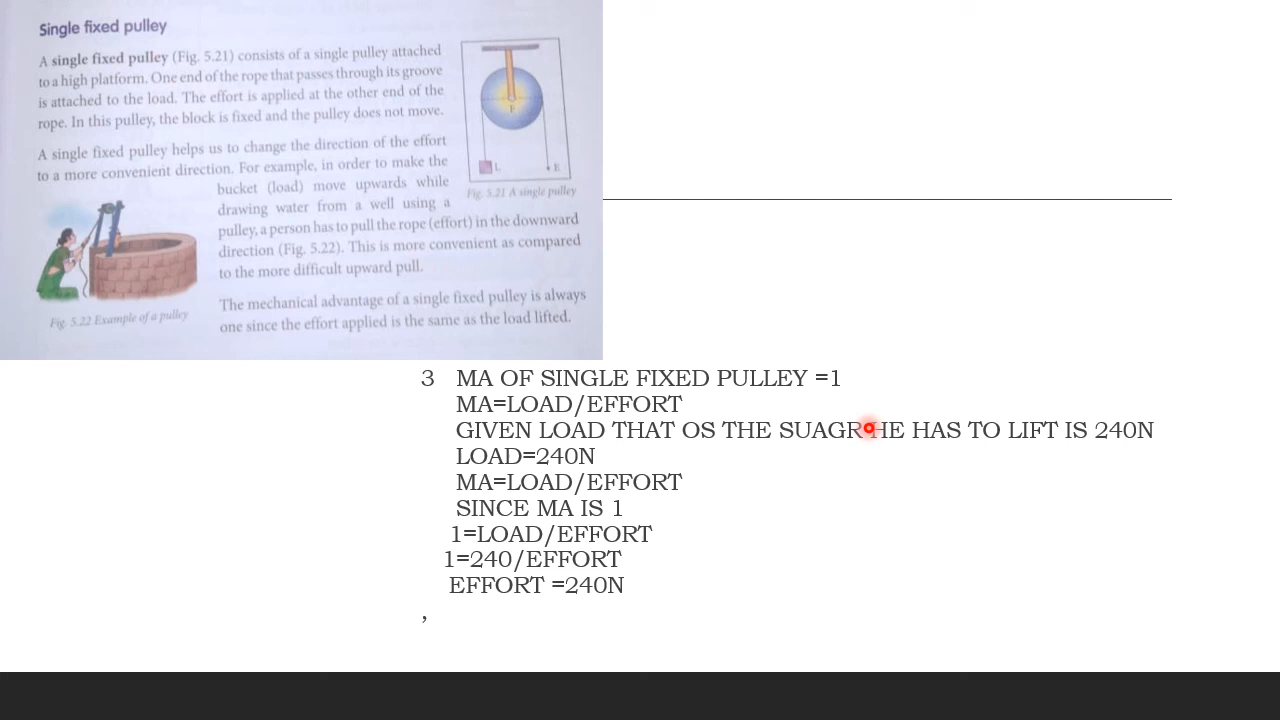 Single fixed pulley
A single fixed pulley (Fig. 5.21) consists of a single pulley attached
to a high platform. One end of the rope that passes through its groove
is attached to the load. The effort is applied at the other end of the
rope. In this pulley, the block is fixed and the pulley does not move.
F
L
E
Fig. 5.21 A single pulley
A single fixed pulley helps us to change the direction of the effort
to a more convenient direction. For example, in order to make the
bucket (load) move upwards while
drawing water from a well using a
pulley, a person has to pull the rope (effort) in the downward
direction (Fig. 5.22). This is more convenient as compared
to the more difficult upward pull.
Fig. 5.22 Example of a pulley
The mechanical advantage of a single fixed pulley is always
one since the effort applied is the same as the load lifted.
3 MA OF SINGLE FIXED PULLEY =1
MA=LOAD/EFFORT
GIVEN LOAD THAT OS THE SUAGR HE HAS TO LIFT IS 240N
LOAD=240N
MA=LOAD/EFFORT
SINCE MA IS 1
1=LOAD/EFFORT
1=240/EFFORT
EFFORT =240N
,